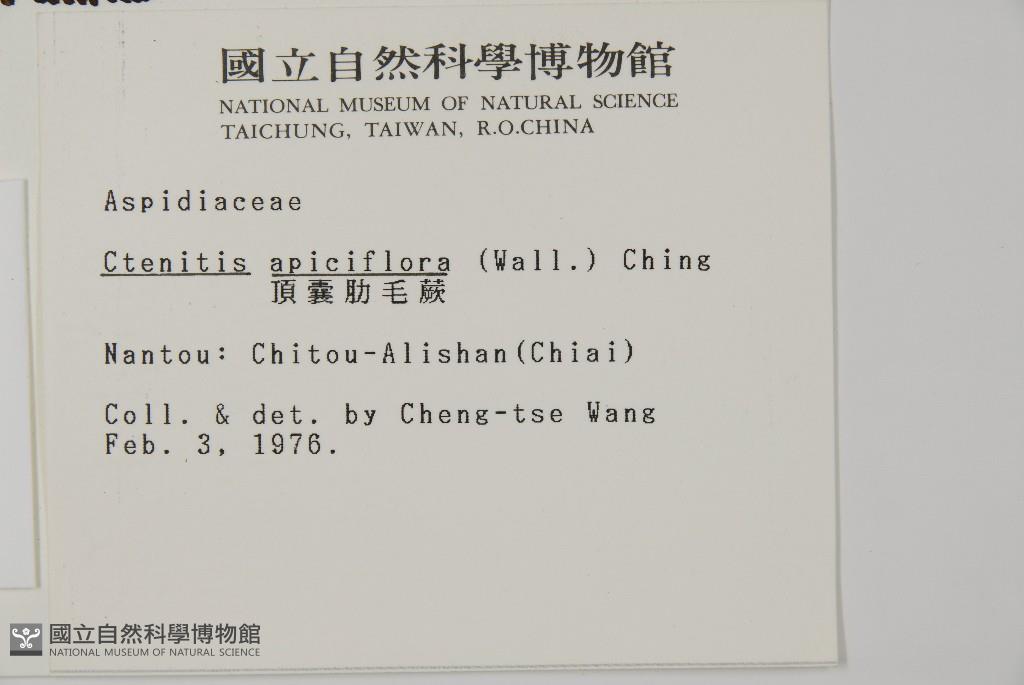 國立自然科學博物館
NATIONAL MUSEUM OF NATURAL SCIENCE
TAICHUNG, TAIWAN, R.O.CHINA
Aspidiaceae
Ctenitis apiciflora (Wall.) Ching
頂囊肋毛蕨
Nantou: Chitou-Alishan(Chiai)
Coll. & det. by Cheng-tse Wang
Feb. 3, 1976.
國立自然科學博物館
NATIONAL MUSEUM OF NATURAL SCIENCE